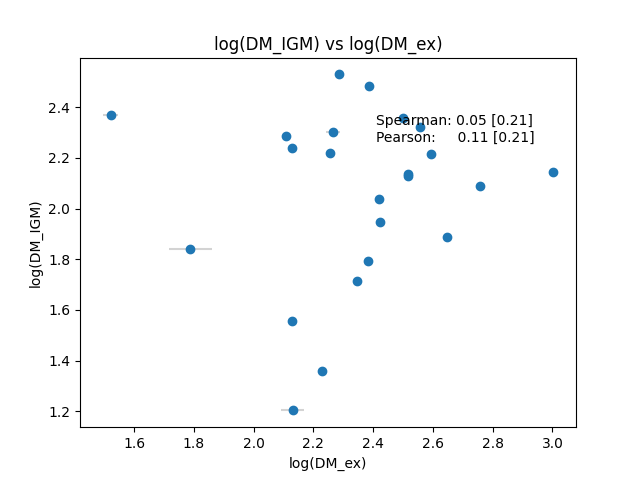 log(DM_IGM) vs log(DM_ex)
2.4
2.2
2.0
1.8
1.6
1.4
1.2
log(DM_IGM)
Spearman: 0.05 [0.21]
Pearson: 0.11 [0.21]
1.6 1.8 2.0 2.2 2.4 2.6 2.8 3.0
log(DM_ex)